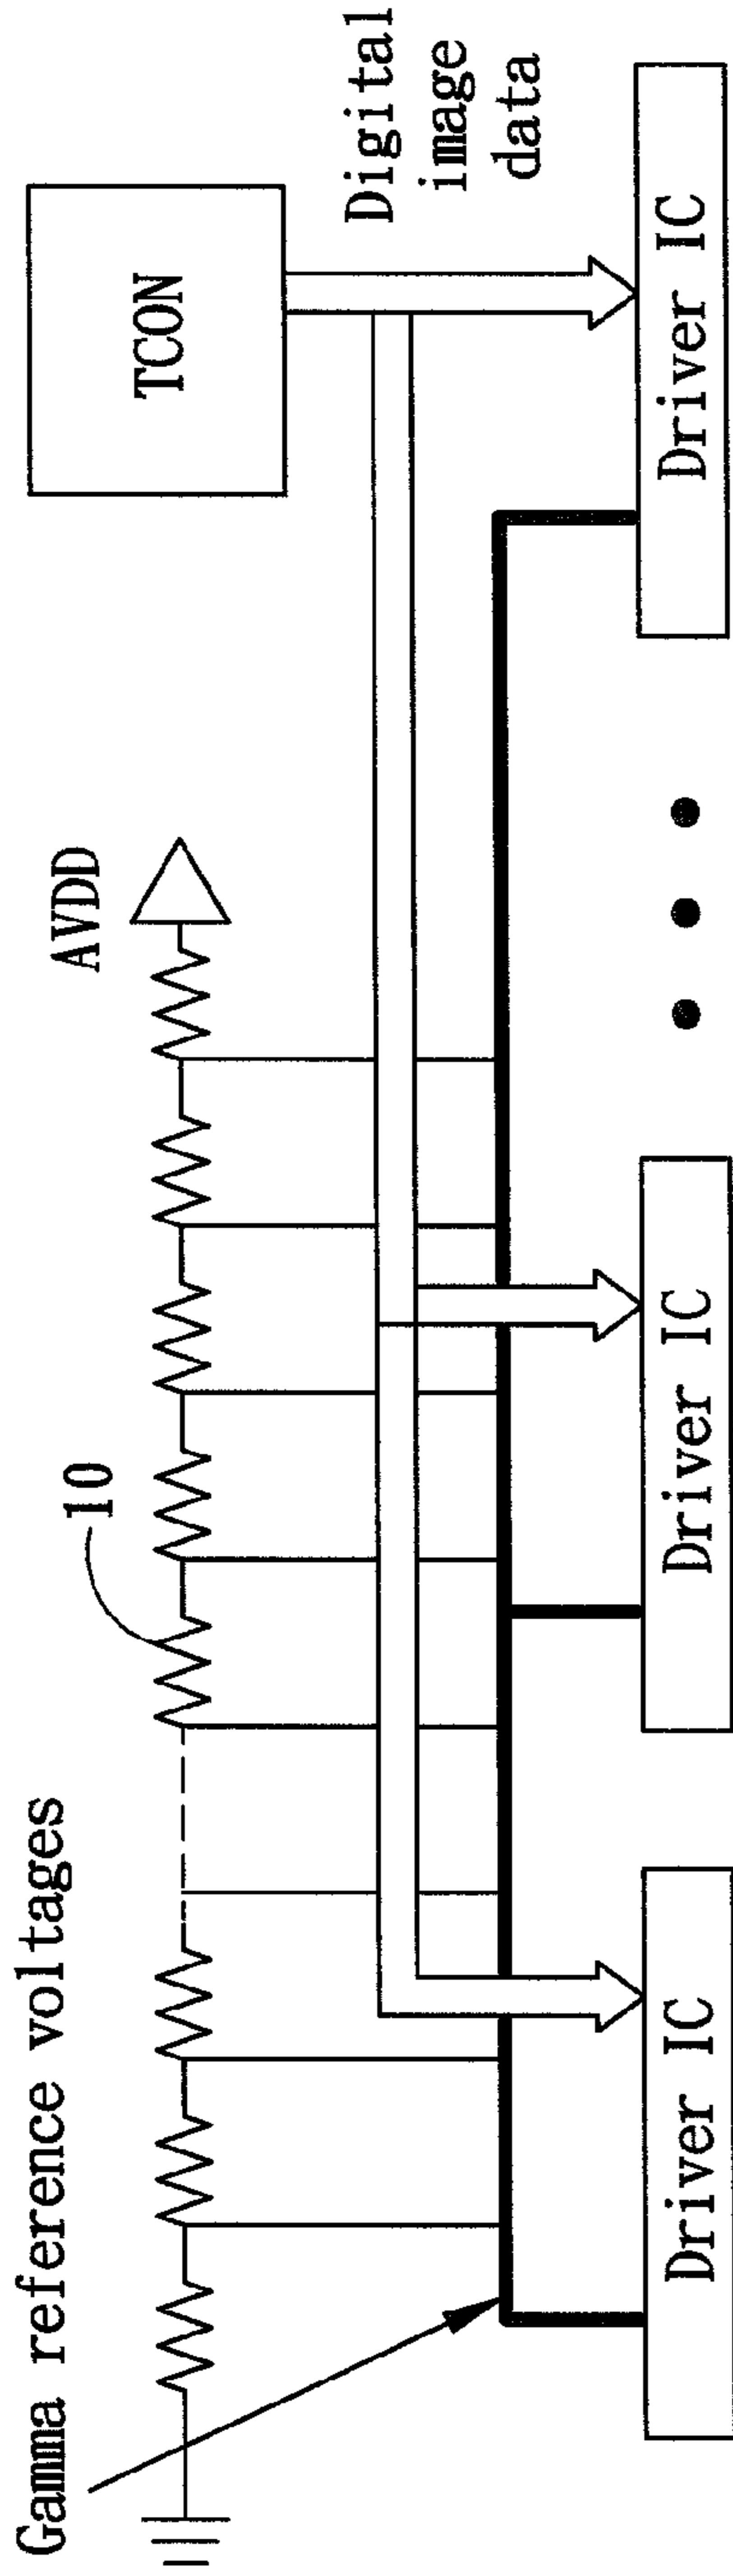 Gamma reference voltages
10
AVDD
TCON
Digital
image
data
Driver IC
Driver IC
Driver IC